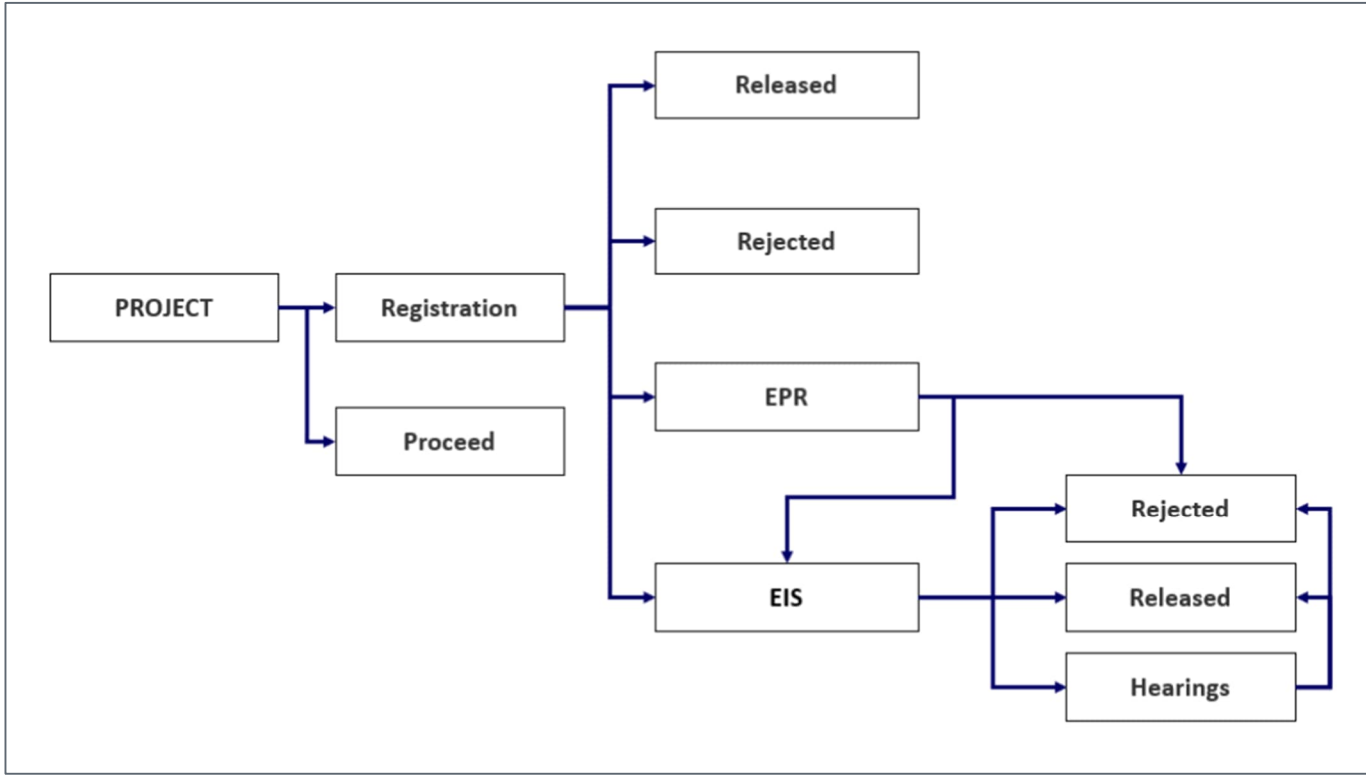 Released
Rejected
PROJECT
Registration
EPR
Proceed
Rejected
EIS
Released
Hearings